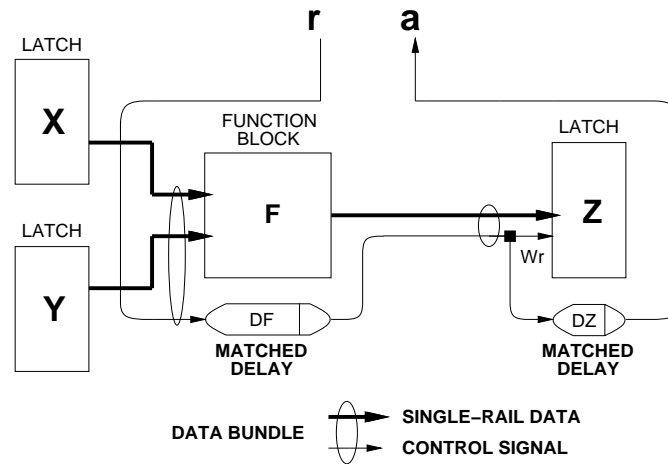 r
a
LATCH
X
FUNCTION
BLOCK
F
LATCH
Z
Wr
LATCH
Y
DF
MATCHED
DELAY
DZ
MATCHED
DELAY
DATA BUNDLE
SINGLE−RAIL DATA
CONTROL SIGNAL